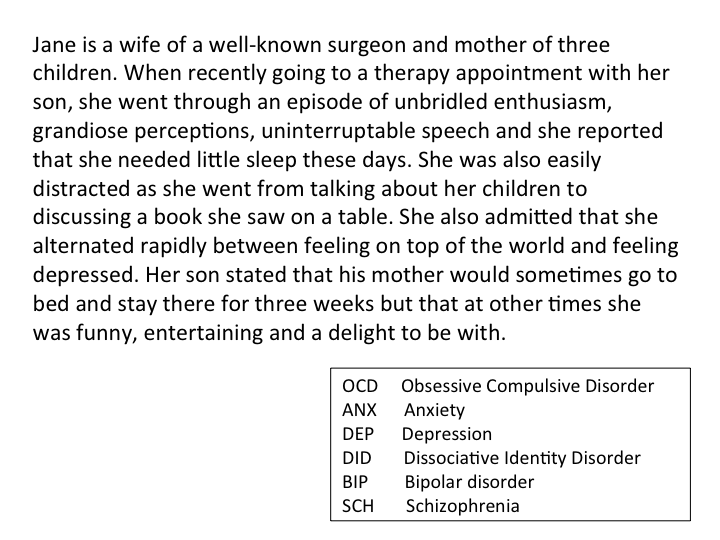 Jane is a wife of a well-known surgeon and mother of three
children. When recently going to a therapy appointment with her
son, she went through an episode of unbridled enthusiasm,
grandiose perceptions, uninterruptable speech and she reported
that she needed little sleep these days. She was also easily
distracted as she went from talking about her children to
discussing a book she saw on a table. She also admitted that she
alternated rapidly between feeling on top of the world and feeling
depressed. Her son stated that his mother would sometimes go to
bed and stay there for three weeks but that at other times she
was funny, entertaining and a delight to be with.
OCD Obsessive Compulsive Disorder
ANX Anxiety
DEP Depression
DID Dissociative Identity Disorder
BIP Bipolar disorder
SCH Schizophrenia